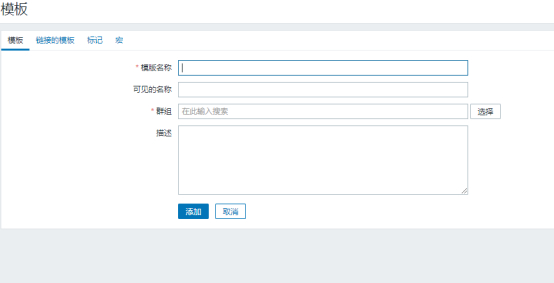 模板
模板 链接的模板 标记 宏
* 模板名称
可见的名称
* 群组 在此输入搜索 选择
描述
添加 取消